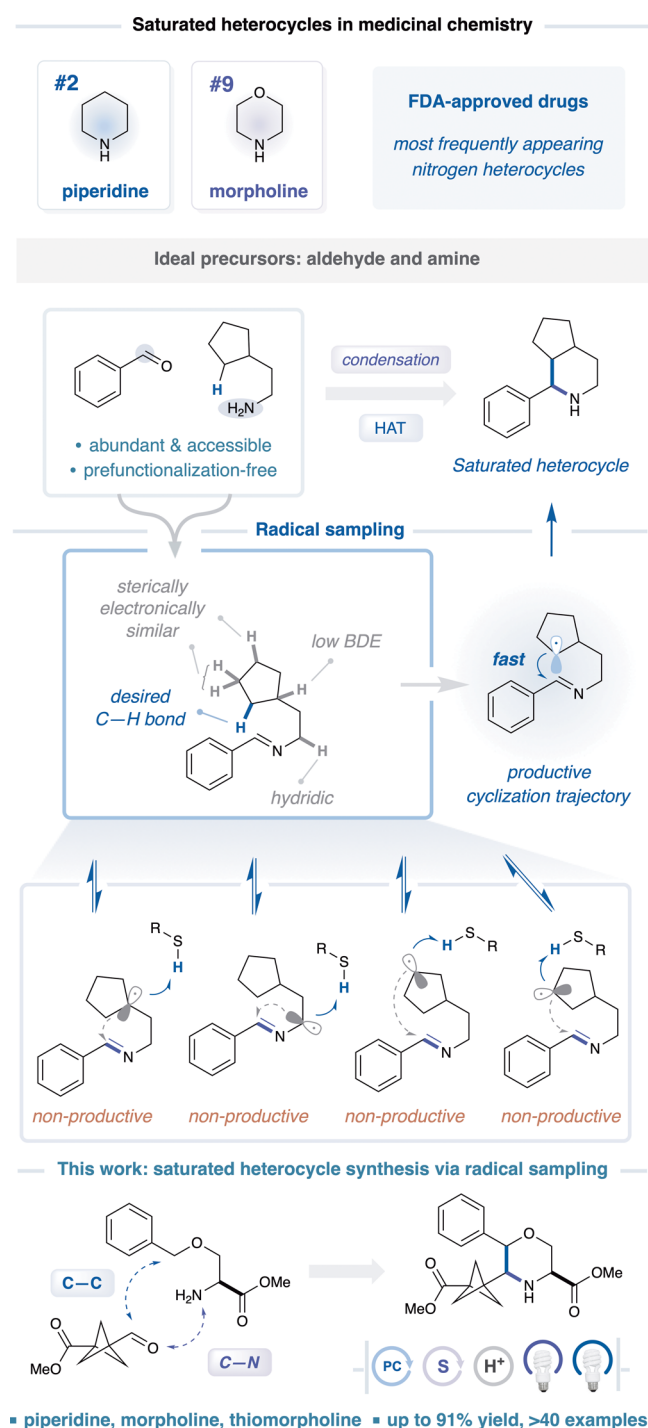 Saturated heterocycles in medicinal chemistry
#2
O
N
H
piperidine
#9
N
H
morpholine
FDA-approved drugs
most frequently appearing
nitrogen heterocycles
Ideal precursors: aldehyde and amine
O
H
H₂N
• abundant & accessible
• prefunctionalization-free
condensation
HAT
N
H
Saturated heterocycle
Radical sampling
sterically
electronically
similar
H
low BDE
H
H
H
desired
C—H bond
H
N
H
hydridic
fast
N
productive
cyclization trajectory
R
S
H
N
non-productive
R
S
H
N
non-productive
H
S
R
N
non-productive
H
S
R
N
non-productive
This work: saturated heterocycle synthesis via radical sampling
O
C—C
H₂N
OMe
O
O
MeO
O
C—N
O
O
MeO
N
H
OMe
O
PC
S
H⁺
▪ piperidine, morpholine, thiomorpholine ▪ up to 91% yield, >40 examples